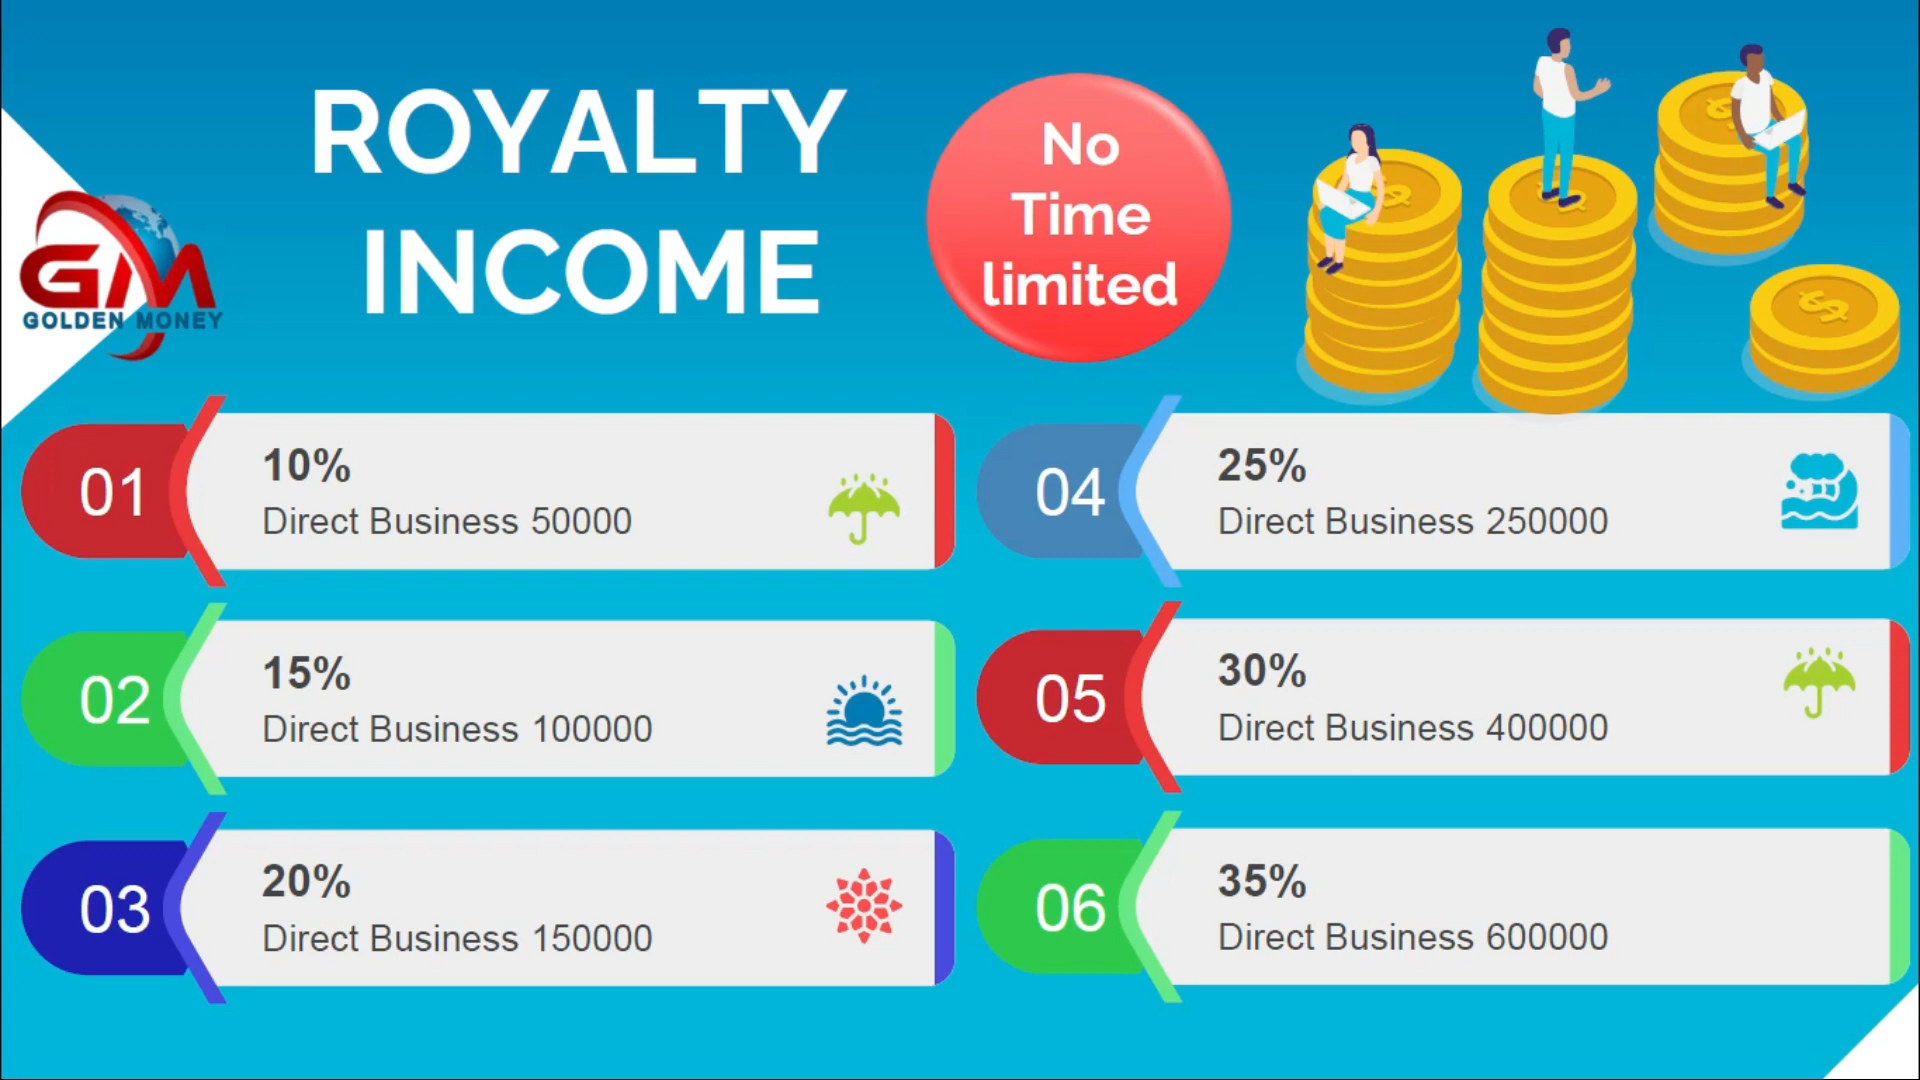 ROYALTY
INCOME
No
Time
limited
GM
GOLDEN MONEY
01
10%
Direct Business 50000
02
15%
Direct Business 100000
03
20%
Direct Business 150000
04
25%
Direct Business 250000
05
30%
Direct Business 400000
06
35%
Direct Business 600000